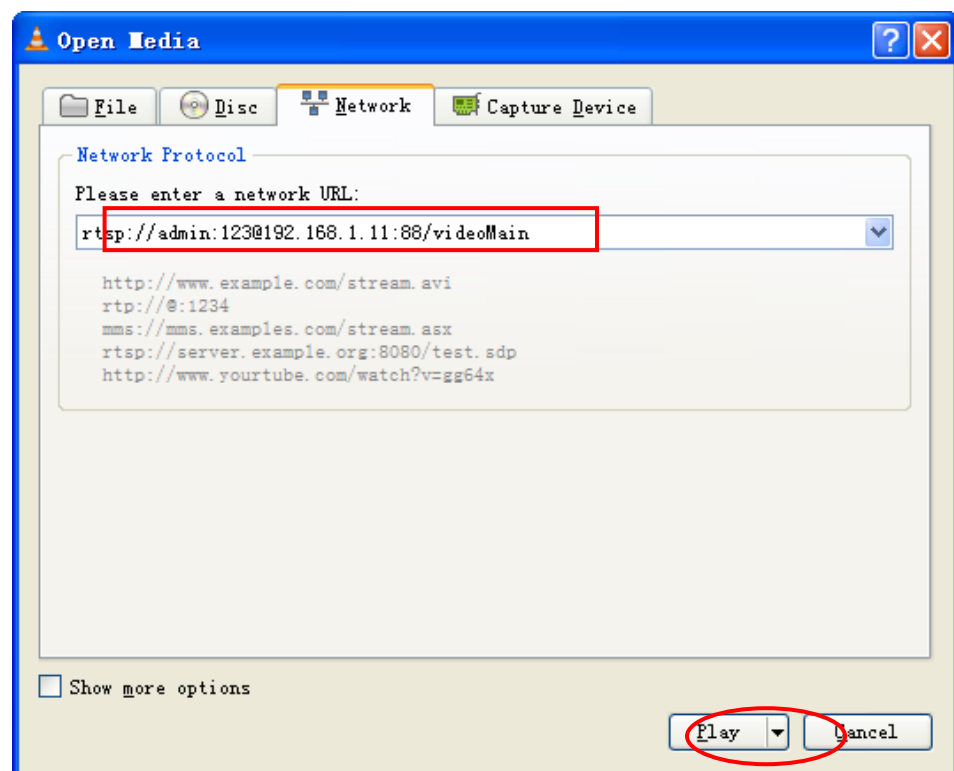 Open Media
File Disc Network Capture Device
Network Protocol
Please enter a network URL:
rtsp://admin:123@192.168.1.11:88/videoMain
http://www.example.com/stream.avi
rtp://@:1234
mms://mms.examples.com/stream.asx
rtsp://server.example.org:8080/test.sdp
http://www.yourtube.com/watch?v=gg64x
Show more options
Play Cancel